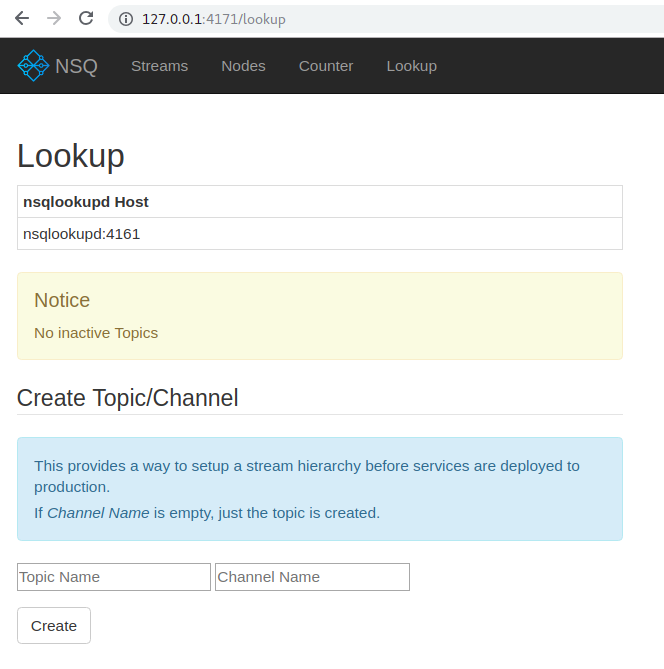 127.0.0.1:4171/lookup
NSQ Streams Nodes Counter Lookup
Lookup
nsqlookupd Host
nsqlookupd:4161
Notice
No inactive Topics
Create Topic/Channel
This provides a way to setup a stream hierarchy before services are deployed to
production.
If Channel Name is empty, just the topic is created.
Topic Name Channel Name
Create